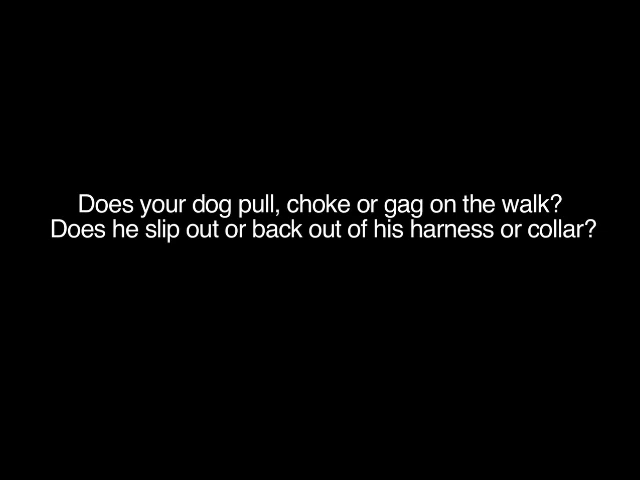 Does your dog pull, choke or gag on the walk?
Does he slip out or back out of his harness or collar?